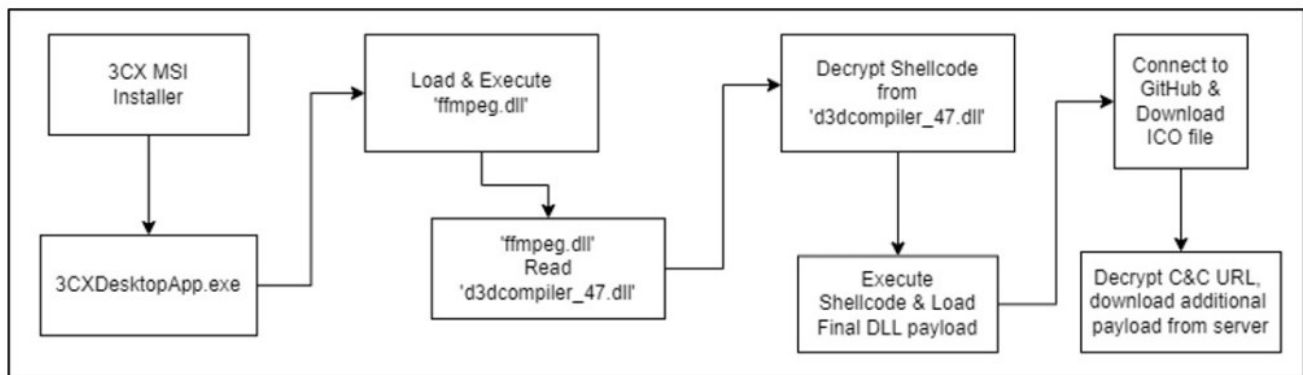 3CX MSI
Installer
3CXDesktopApp.exe
Load & Execute
'ffmpeg.dll'
'ffmpeg.dll'
Read
'd3dcompiler_47.dll'
Decrypt Shellcode
from
'd3dcompiler_47.dll'
Execute
Shellcode & Load
Final DLL payload
Connect to
GitHub &
Download
ICO file
Decrypt C&C URL,
download additional
payload from server